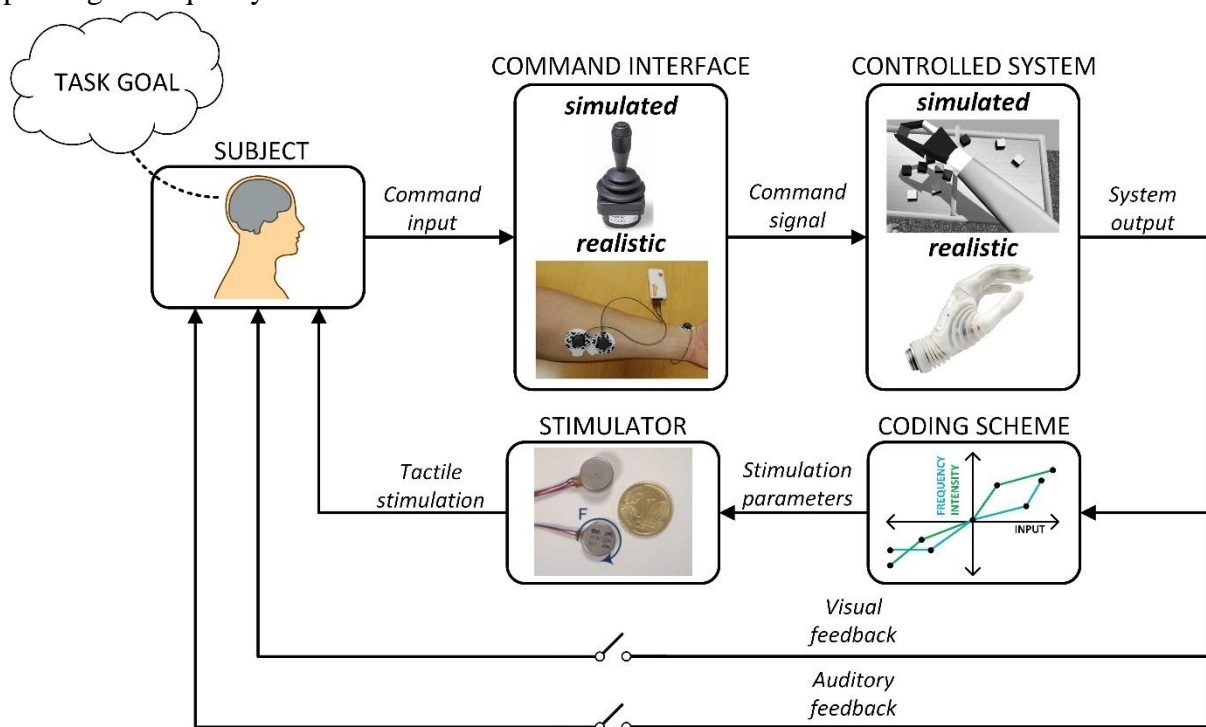 TASK GOAL
SUBJECT
Command
input
COMMAND INTERFACE
simulated
realistic
Command
signal
CONTROLLED SYSTEM
simulated
realistic
System
output
STIMULATOR
F
Tactile
stimulation
Stimulation
parameters
CODING SCHEME
FREQUENCY
INTENSITY
INPUT
Visual
feedback
Auditory
feedback